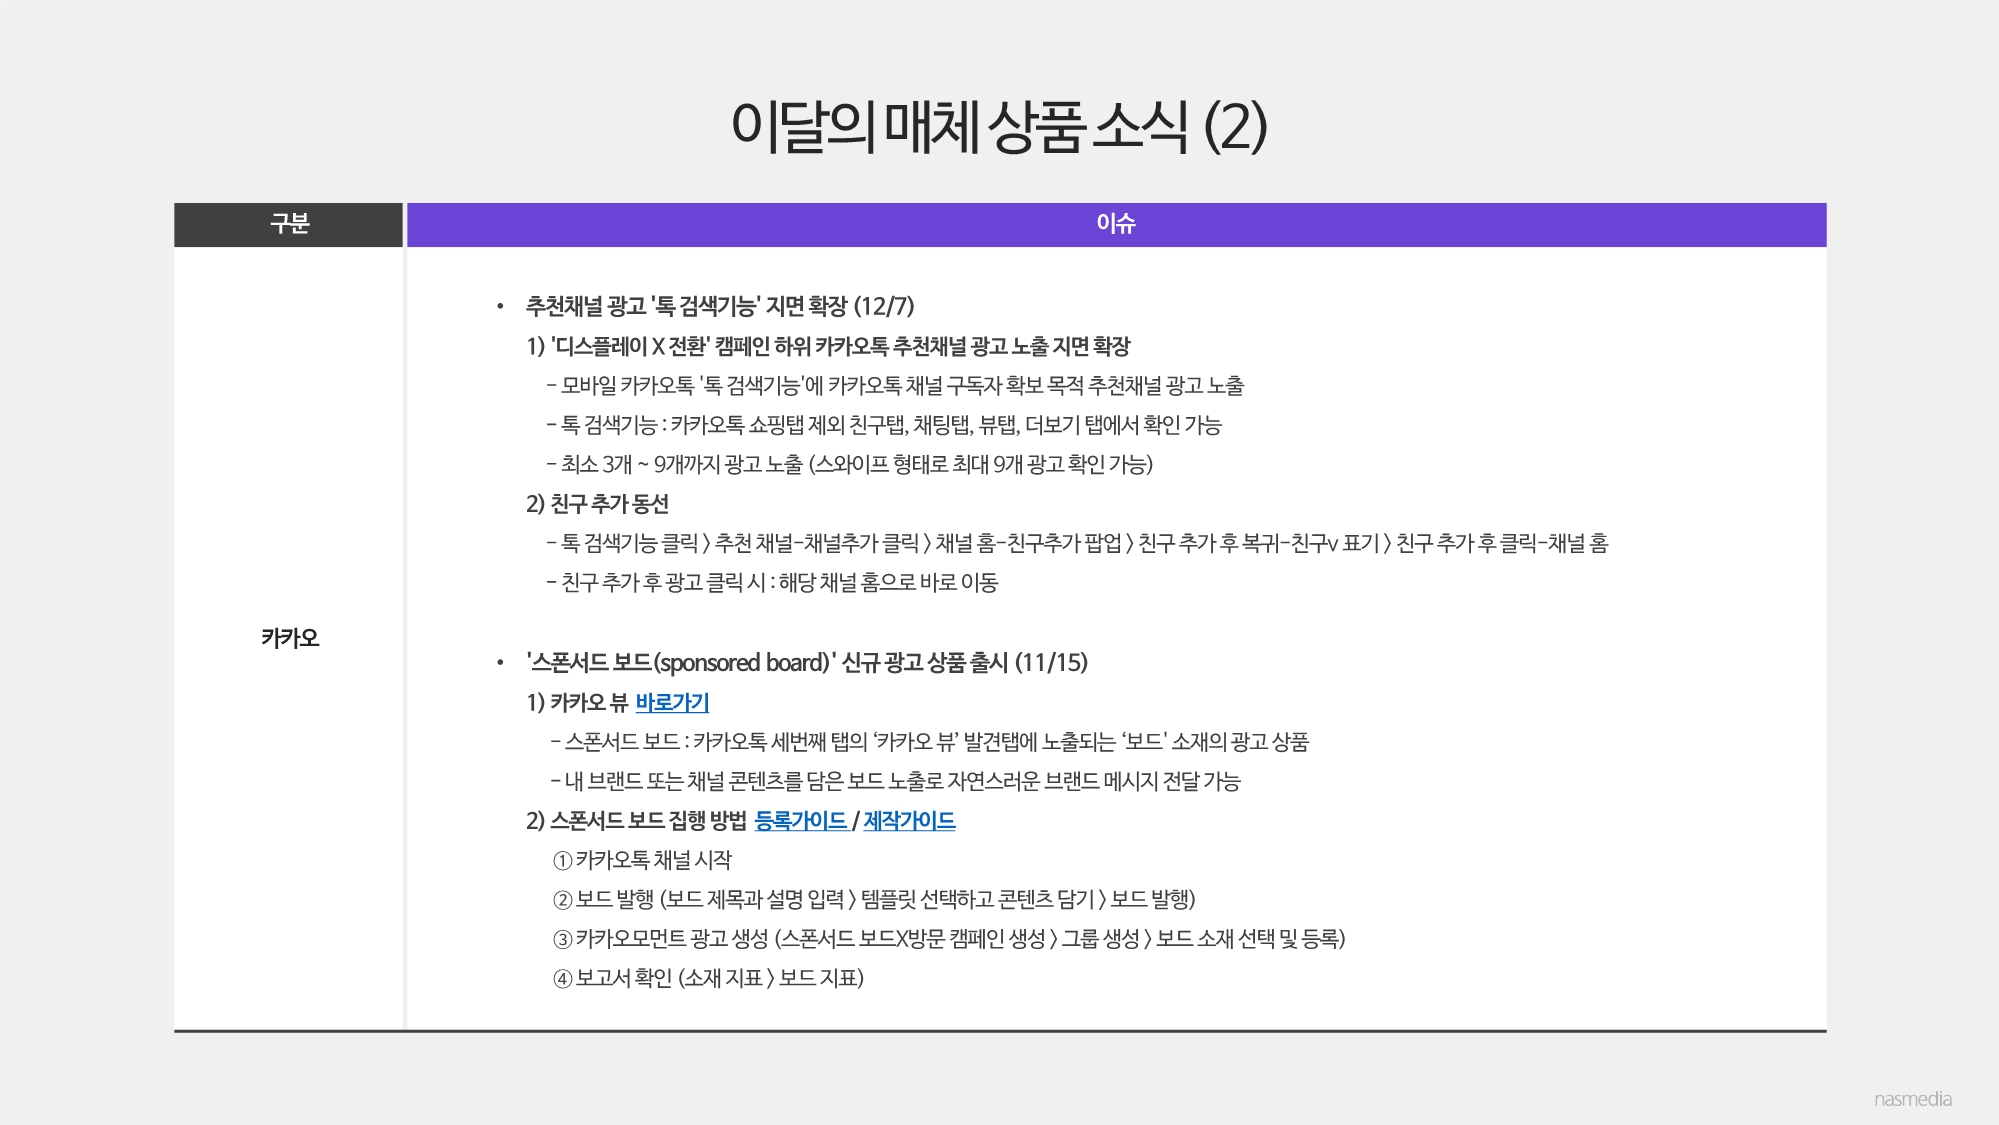 이달의 매체 상품 소식 (2)
구분
이슈
카카오
• 추천채널 광고 '톡 검색기능' 지면 확장 (12/7)
1) '디스플레이 X 전환' 캠페인 하위 카카오톡 추천채널 광고 노출 지면 확장
- 모바일 카카오톡 '톡 검색기능'에 카카오톡 채널 구독자 확보 목적 추천채널 광고 노출
- 톡 검색기능 : 카카오톡 쇼핑탭 제외 친구탭, 채팅탭, 뷰탭, 더보기 탭에서 확인 가능
- 최소 3개 ~ 9개까지 광고 노출 (스와이프 형태로 최대 9개 광고 확인 가능)
2) 친구 추가 동선
- 톡 검색기능 클릭 > 추천 채널-채널추가 클릭 > 채널 홈-친구추가 팝업 > 친구 추가 후 복귀-친구v 표기 > 친구 추가 후 클릭-채널 홈
- 친구 추가 후 광고 클릭 시 : 해당 채널 홈으로 바로 이동
• '스폰서드 보드(sponsored board)' 신규 광고 상품 출시 (11/15)
1) 카카오 뷰 바로가기
- 스폰서드 보드 : 카카오톡 세번째 탭의 ‘카카오 뷰’ 발견탭에 노출되는 ‘보드' 소재의 광고 상품
- 내 브랜드 또는 채널 콘텐츠를 담은 보드 노출로 자연스러운 브랜드 메시지 전달 가능
2) 스폰서드 보드 집행 방법 등록가이드 / 제작가이드
① 카카오톡 채널 시작
② 보드 발행 (보드 제목과 설명 입력 > 템플릿 선택하고 콘텐츠 담기 > 보드 발행)
③ 카카오모먼트 광고 생성 (스폰서드 보드X방문 캠페인 생성 > 그룹 생성 > 보드 소재 선택 및 등록)
④ 보고서 확인 (소재 지표 > 보드 지표)
nasmedia